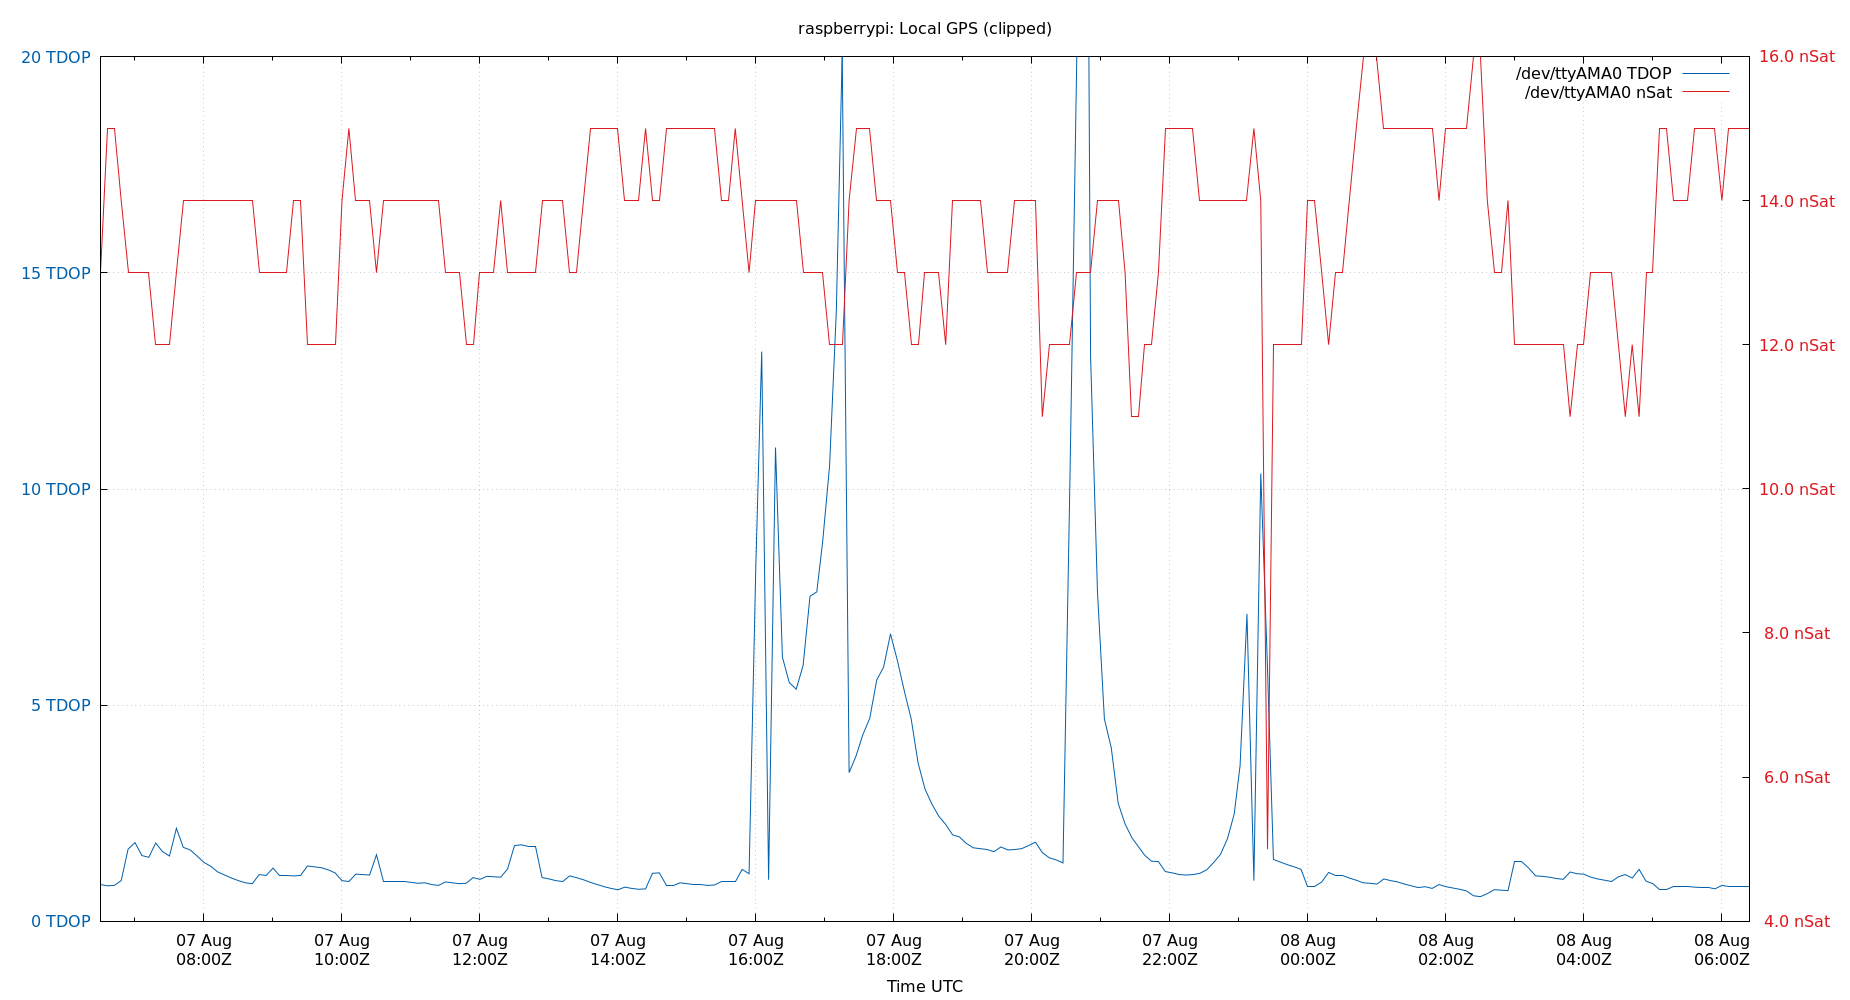 raspberrypi: Local GPS (clipped)
20 TDOP
15 TDOP
10 TDOP
5 TDOP
0 TDOP
16.0 nSat
14.0 nSat
12.0 nSat
10.0 nSat
8.0 nSat
6.0 nSat
4.0 nSat
/dev/ttyAMA0 TDOP
/dev/ttyAMA0 nSat
07 Aug 07 Aug 07 Aug 07 Aug 07 Aug 07 Aug 07 Aug 07 Aug 08 Aug 08 Aug 08 Aug 08 Aug
08:00Z 10:00Z 12:00Z 14:00Z 16:00Z 18:00Z 20:00Z 22:00Z 00:00Z 02:00Z 04:00Z 06:00Z
Time UTC